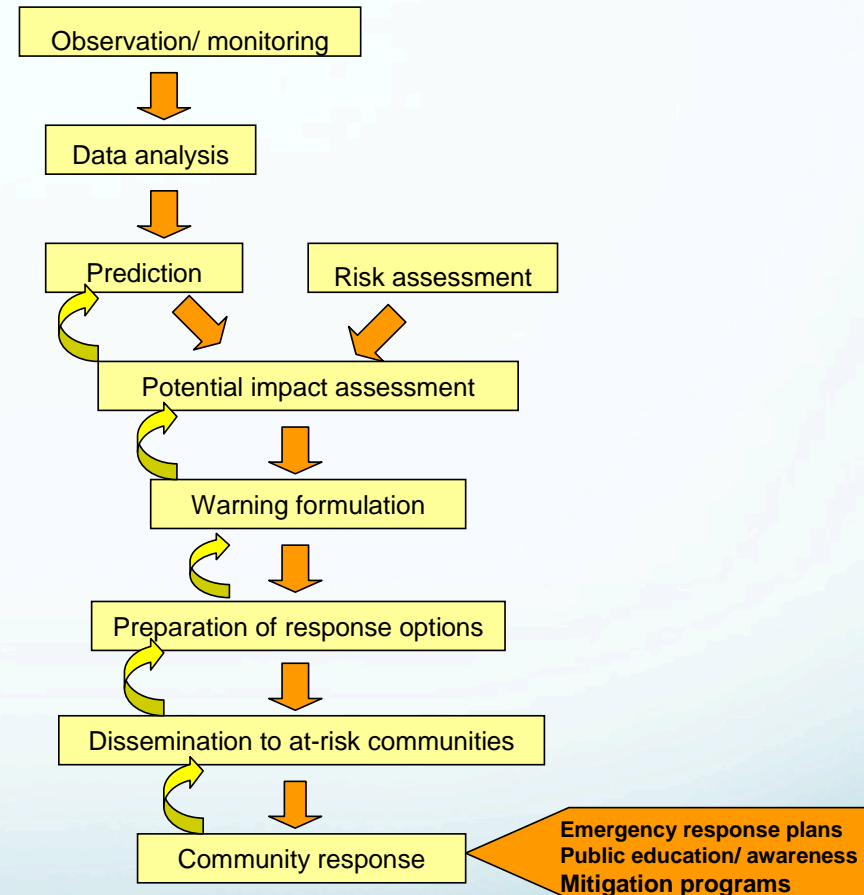 Observation/ monitoring
Data analysis
Prediction
Risk assessment
Potential impact assessment
Warning formulation
Preparation of response options
Dissemination to at-risk communities
Community response
Emergency response plans
Public education/ awareness
Mitigation programs